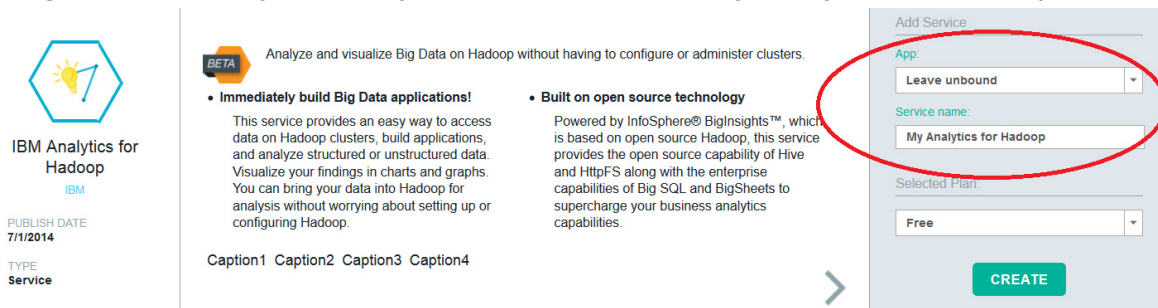 IBM Analytics for
Hadoop
IBM
PUBLISH DATE
7/1/2014
TYPE
Service
BETA
Analyze and visualize Big Data on Hadoop without having to configure or administer clusters.
• Immediately build Big Data applications!
This service provides an easy way to access
data on Hadoop clusters, build applications,
and analyze structured or unstructured data.
Visualize your findings in charts and graphs.
You can bring your data into Hadoop for
analysis without worrying about setting up or
configuring Hadoop.
• Built on open source technology
Powered by InfoSphere® BigInsights™, which
is based on open source Hadoop, this service
provides the open source capability of Hive
and HttpFS along with the enterprise
capabilities of Big SQL and BigSheets to
supercharge your business analytics
capabilities.
Caption1 Caption2 Caption3 Caption4
Add Service
App:
Leave unbound
Service name:
My Analytics for Hadoop
Selected Plan:
Free
CREATE